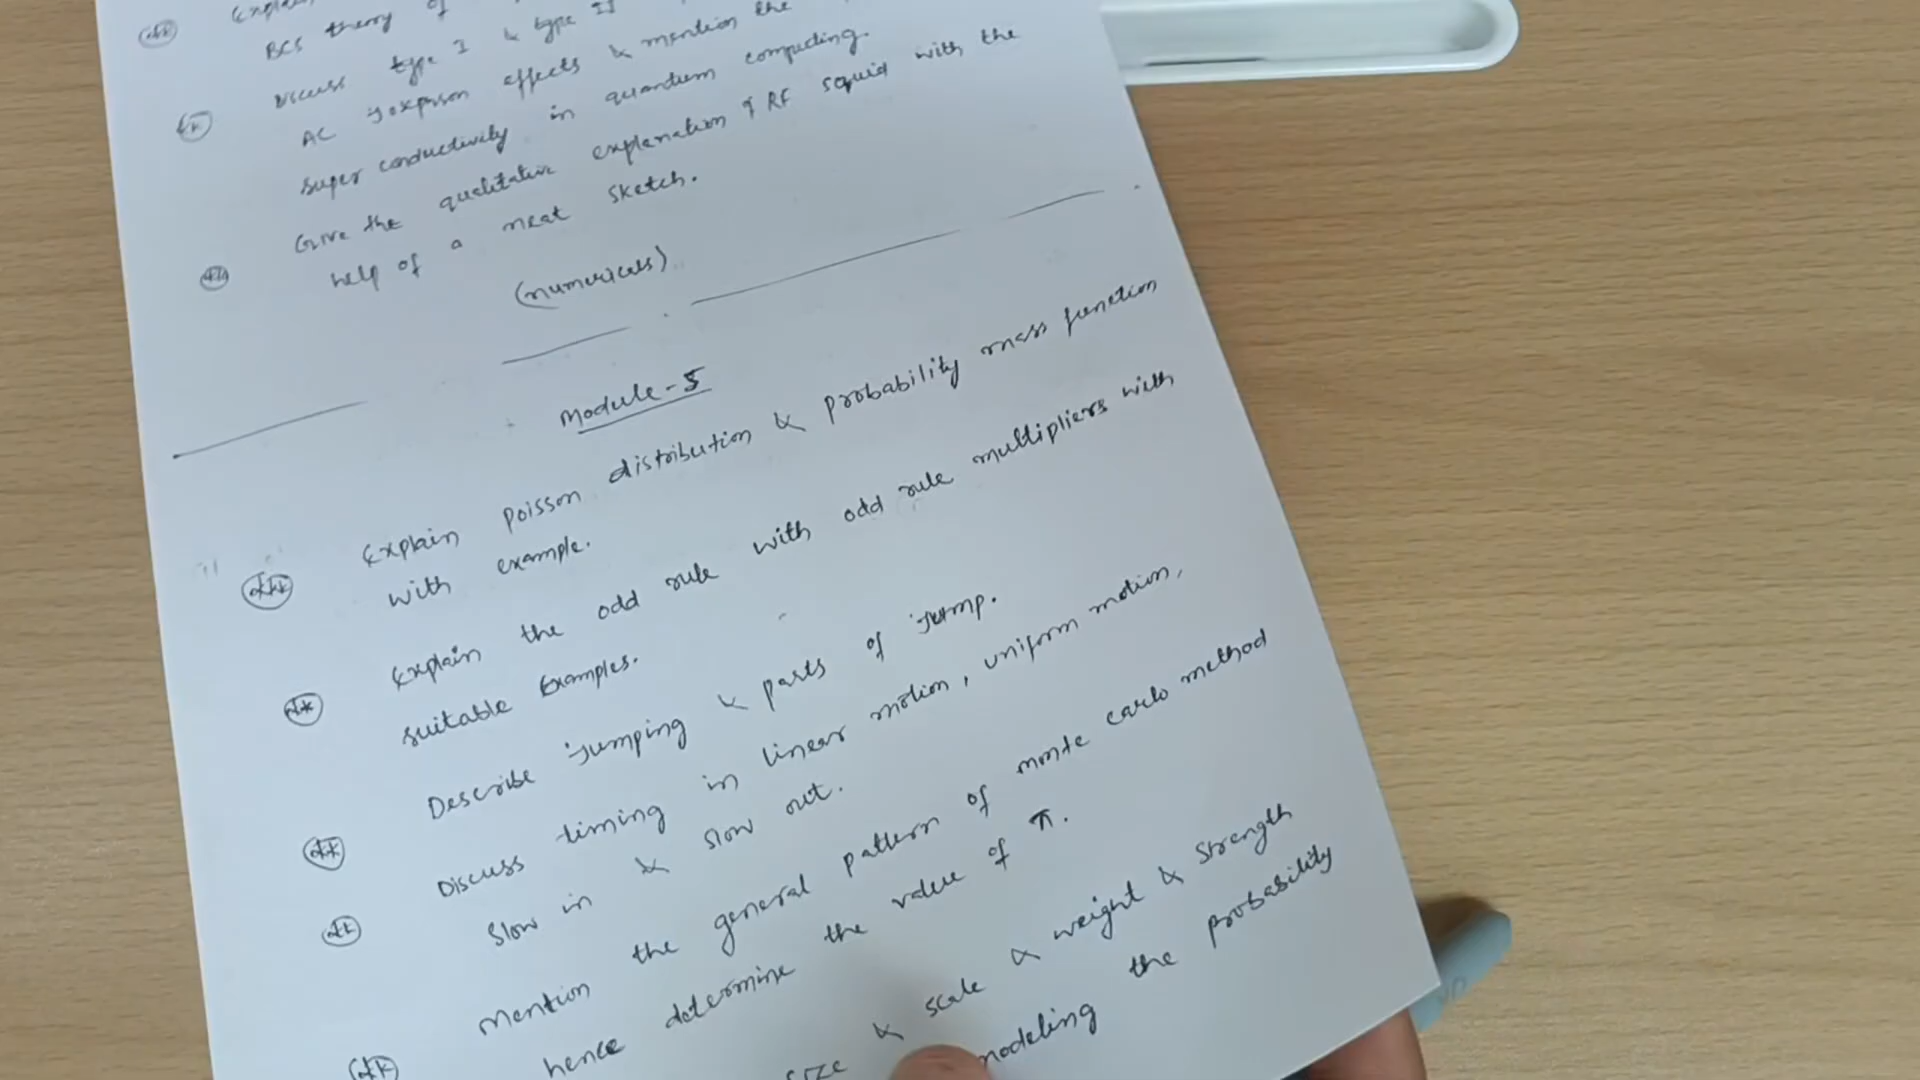 BCS theory of
Discuss type I & type II
AC Joxepson effects & mention the
super conductivity in quantum computing.
Give the qualitative explanation of RF squid with the
help of a neat sketch.
(numericals)
Module-5
Explain poisson distribution & probability mass function
with example.
Explain the odd rule with odd rule multipliers with
suitable Examples.
Describe Jumping & parts of Jump.
Discuss timing in linear motion, uniform motion,
slow in & slow out.
Mention the general pattern of monte carlo method
hence determine the value of π.
size & scale & weight & strength
modeling the probability